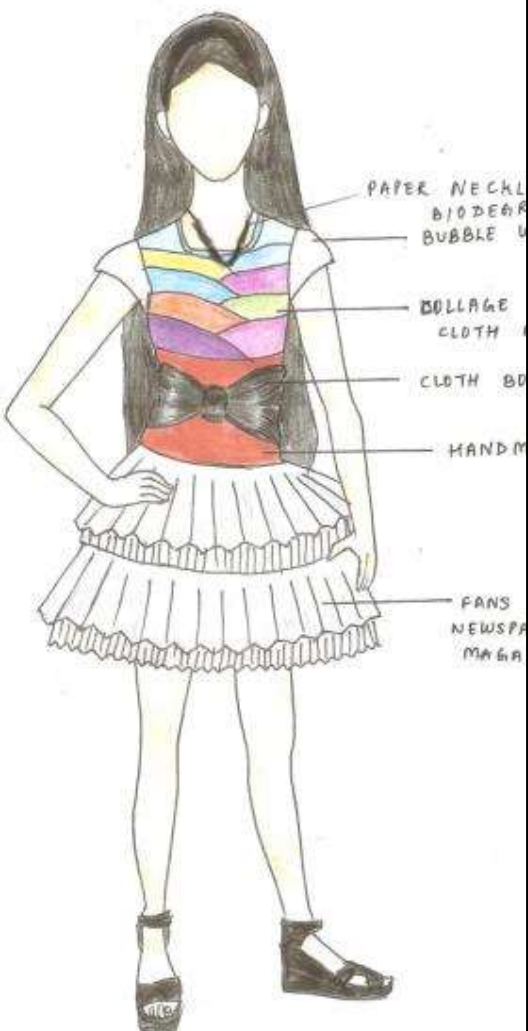 PAPER NECKL
BIODEGR
BUBBLE
COLLAGE
CLOTH
CLOTH BO
HANDM
FANS
NEWSPA
MAGA